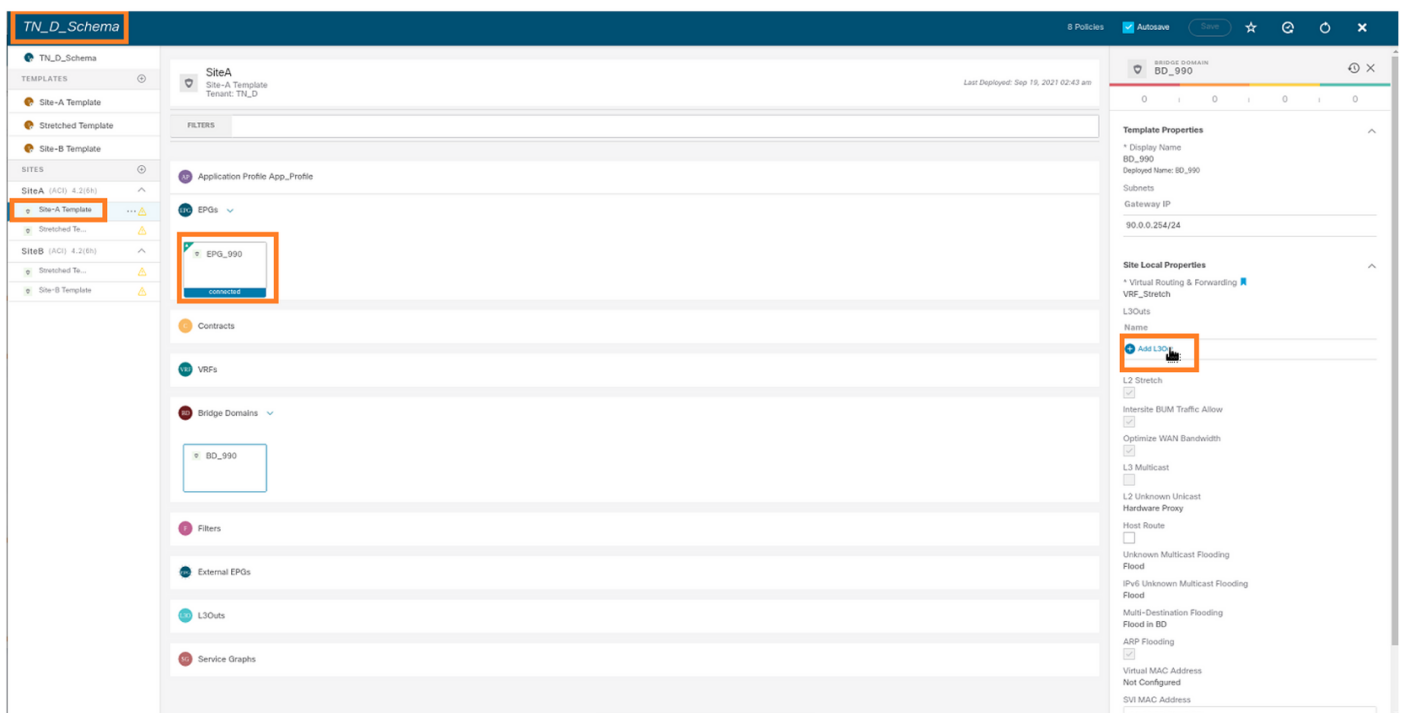 TN_D_Schema
8 Policies
Autosave
Save
TN_D_Schema
TEMPLATES
Site-A Template
Stretched Template
Site-B Template
SITES
SiteA (ACI) 4.2(6h)
Site-A Template
Stretched Te...
SiteB (ACI) 4.2(6h)
Stretched Te...
Site-B Template
SiteA
Site-A Template
Tenant: TN_D
Last Deployed: Sep 19, 2021 02:43 am
FILTERS
AP Application Profile App_Profile
EPG EPGs
EPG_990
connected
C Contracts
VRF VRFs
BD Bridge Domains
BD_990
F Filters
External EPGs
L3Outs
SG Service Graphs
BRIDGE DOMAIN
BD_990
0 0 0 0
Template Properties
* Display Name
BD_990
Deployed Name: BD_990
Subnets
Gateway IP
90.0.0.254/24
Site Local Properties
* Virtual Routing & Forwarding
VRF_Stretch
L3Outs
Name
Add L3O
L2 Stretch
Intersite BUM Traffic Allow
Optimize WAN Bandwidth
L3 Multicast
L2 Unknown Unicast
Hardware Proxy
Host Route
Unknown Multicast Flooding
Flood
IPv6 Unknown Multicast Flooding
Flood
Multi-Destination Flooding
Flood in BD
ARP Flooding
Virtual MAC Address
Not Configured
SVI MAC Address